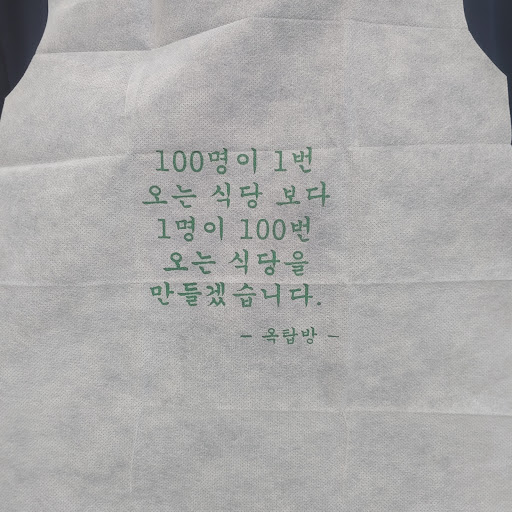 100명이 1번
오는 식당 보다
1명이 100번
오는 식당을
만들겠습니다.
- 옥탑방 -